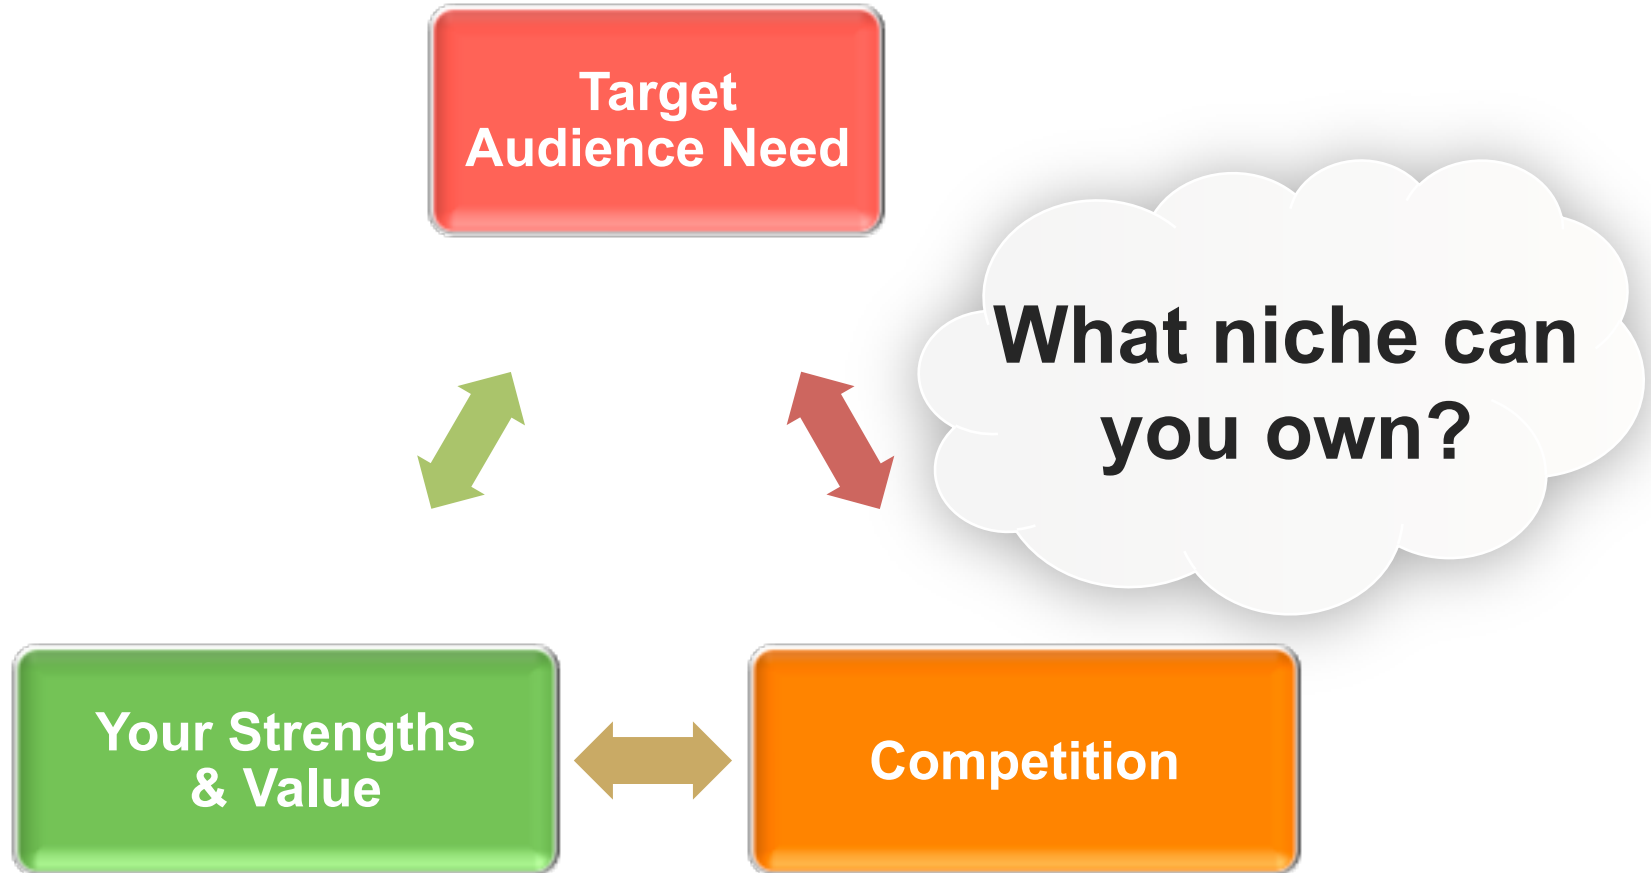 Target
Audience Need
What niche can
you own?
Your Strengths
& Value
Competition